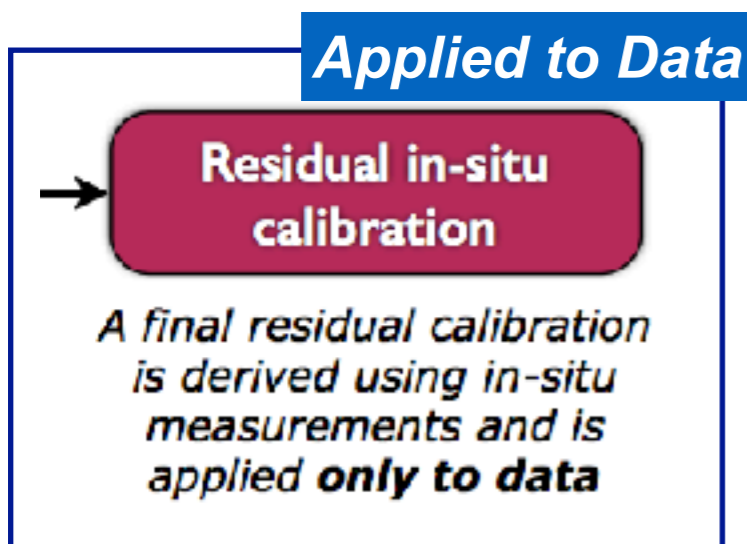 Applied to Data
Residual in-situ
calibration
A final residual calibration
is derived using in-situ
measurements and is
applied only to data